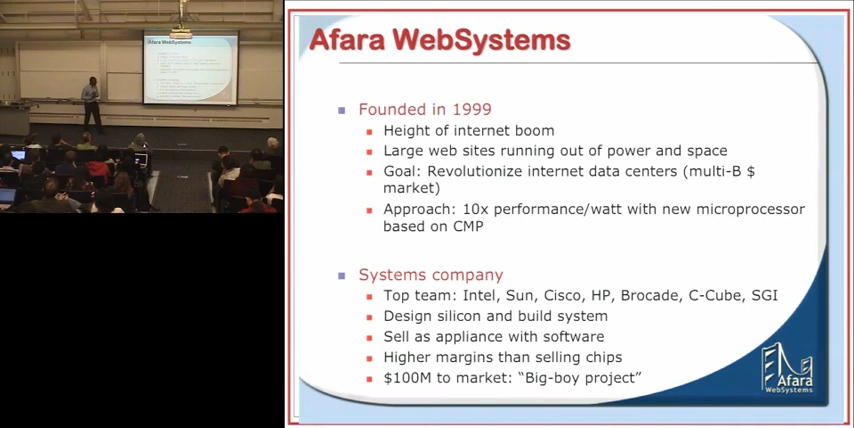 Afara WebSystems
Founded in 1999
Height of internet boom
Large web sites running out of power and space
Goal: Revolutionize internet data centers (multi-B $
market)
Approach: 10x performance/watt with new microprocessor
based on CMP
Systems company
Top team: Intel, Sun, Cisco, HP, Brocade, C-Cube, SGI
Design silicon and build system
Sell as appliance with software
Higher margins than selling chips
$100M to market: “Big-boy project”
Afara
WebSystems
Afara WebSystems